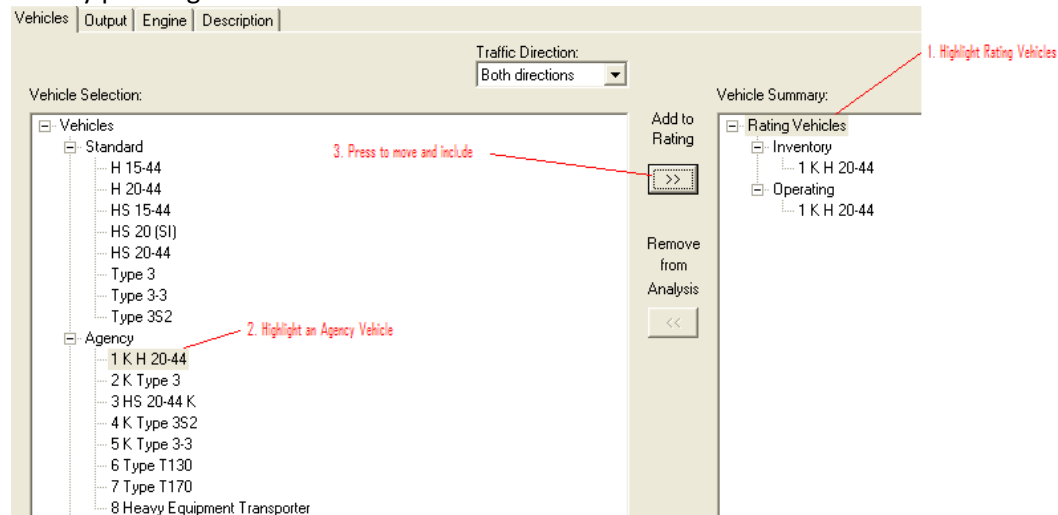 Vehicles Output Engine Description
Traffic Direction:
Both directions
1. Highlight Rating Vehicles
Vehicle Selection:
Vehicle Summary:
Vehicles
Standard
H 15-44
H 20-44
HS 15-44
HS 20 (SI)
HS 20-44
Type 3
Type 3-3
Type 3S2
Agency
1 K H 20-44
2 K Type 3
3 HS 20-44 K
4 K Type 3S2
5 K Type 3-3
6 Type T130
7 Type T170
8 Heavy Equipment Transporter
2. Highlight an Agency Vehicle
3. Press to move and include
Add to
Rating
>>
Remove
from
Analysis
<<
Rating Vehicles
Inventory
1 K H 20-44
Operating
1 K H 20-44